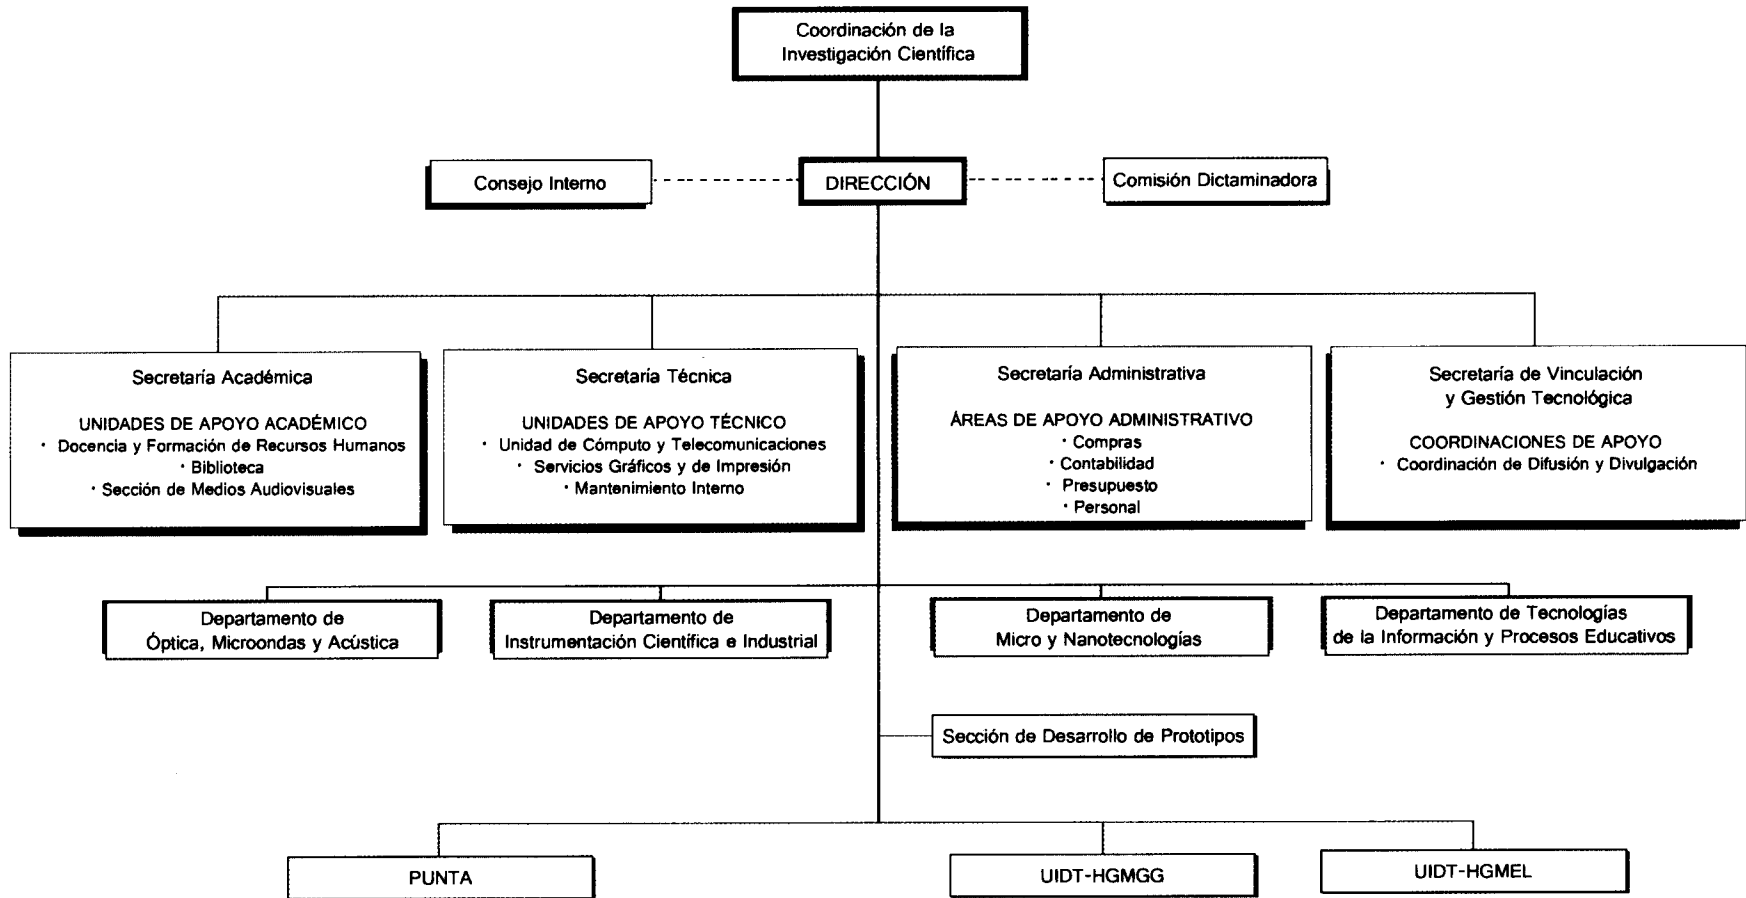 Coordinación de la
Investigación Científica
Consejo Interno
DIRECCIÓN
Comisión Dictaminadora
Secretaría Académica
UNIDADES DE APOYO ACADÉMICO
· Docencia y Formación de Recursos Humanos
· Biblioteca
· Sección de Medios Audiovisuales
Secretaría Técnica
UNIDADES DE APOYO TÉCNICO
· Unidad de Cómputo y Telecomunicaciones
· Servicios Gráficos y de Impresión
· Mantenimiento Interno
Secretaría Administrativa
ÁREAS DE APOYO ADMINISTRATIVO
· Compras
· Contabilidad
· Presupuesto
· Personal
Secretaría de Vinculación
y Gestión Tecnológica
COORDINACIONES DE APOYO
· Coordinación de Difusión y Divulgación
Departamento de
Óptica, Microondas y Acústica
Departamento de
Instrumentación Científica e Industrial
Departamento de
Micro y Nanotecnologías
Departamento de Tecnologías
de la Información y Procesos Educativos
Sección de Desarrollo de Prototipos
PUNTA
UIDT-HGMGG
UIDT-HGMEL